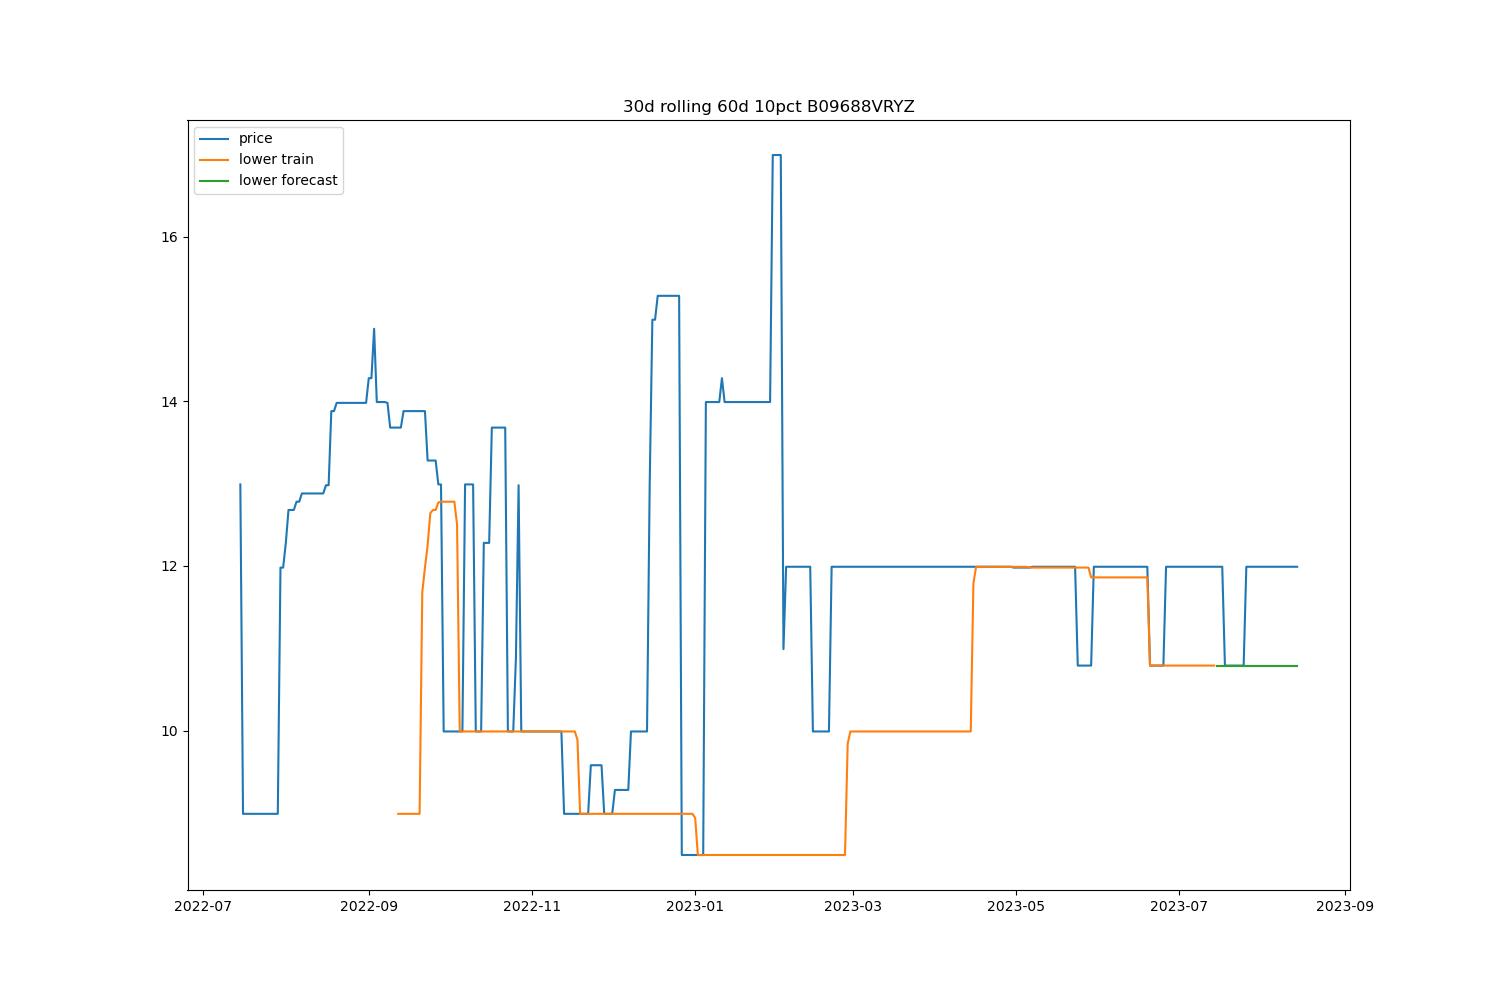 30d rolling 60d 10pct B09688VRYZ
price
lower train
lower forecast
16
14
12
10
2022-07 2022-09 2022-11 2023-01 2023-03 2023-05 2023-07 2023-09